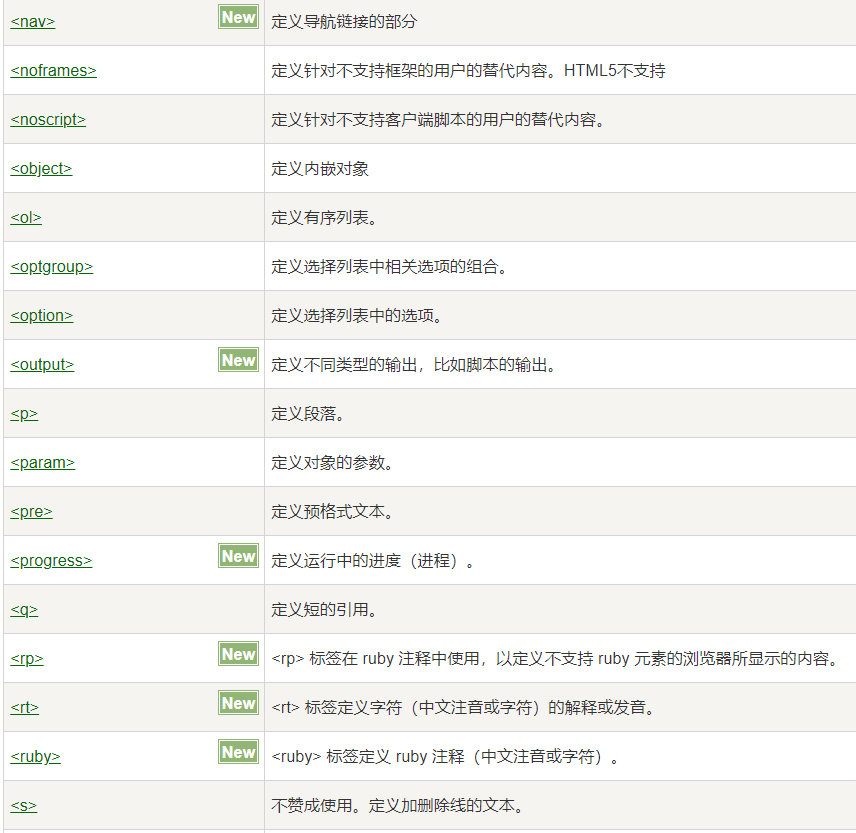 <nav> New 定义导航链接的部分
<noframes> 定义针对不支持框架的用户的替代内容。HTML5不支持
<noscript> 定义针对不支持客户端脚本的用户的替代内容。
<object> 定义内嵌对象
<ol> 定义有序列表。
<optgroup> 定义选择列表中相关选项的组合。
<option> 定义选择列表中的选项。
<output> New 定义不同类型的输出，比如脚本的输出。
<p> 定义段落。
<param> 定义对象的参数。
<pre> 定义预格式文本。
<progress> New 定义运行中的进度（进程）。
<q> 定义短的引用。
<rp> New <rp> 标签在 ruby 注释中使用，以定义不支持 ruby 元素的浏览器所显示的内容。
<rt> New <rt> 标签定义字符（中文注音或字符）的解释或发音。
<ruby> New <ruby> 标签定义 ruby 注释（中文注音或字符）。
<s> 不赞成使用。定义加删除线的文本。